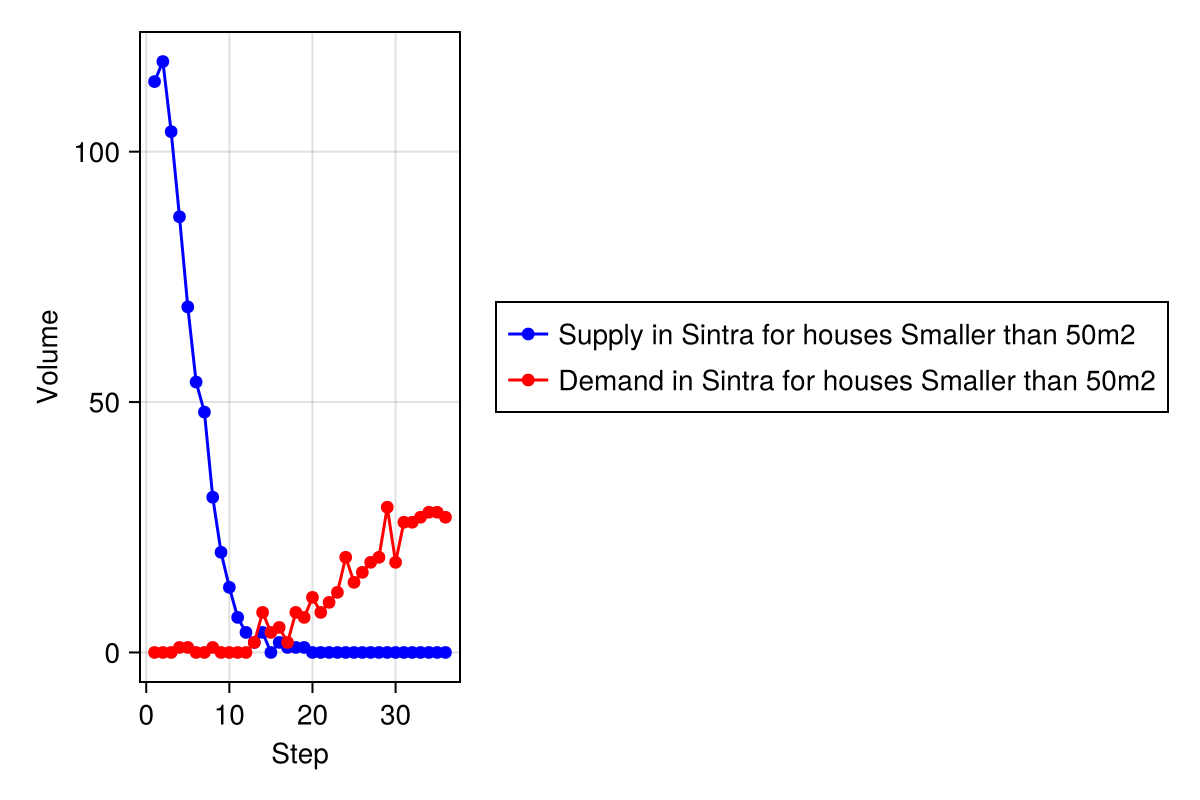 100
50
0
Volume
0 10 20 30
Step
Supply in Sintra for houses Smaller than 50m2
Demand in Sintra for houses Smaller than 50m2